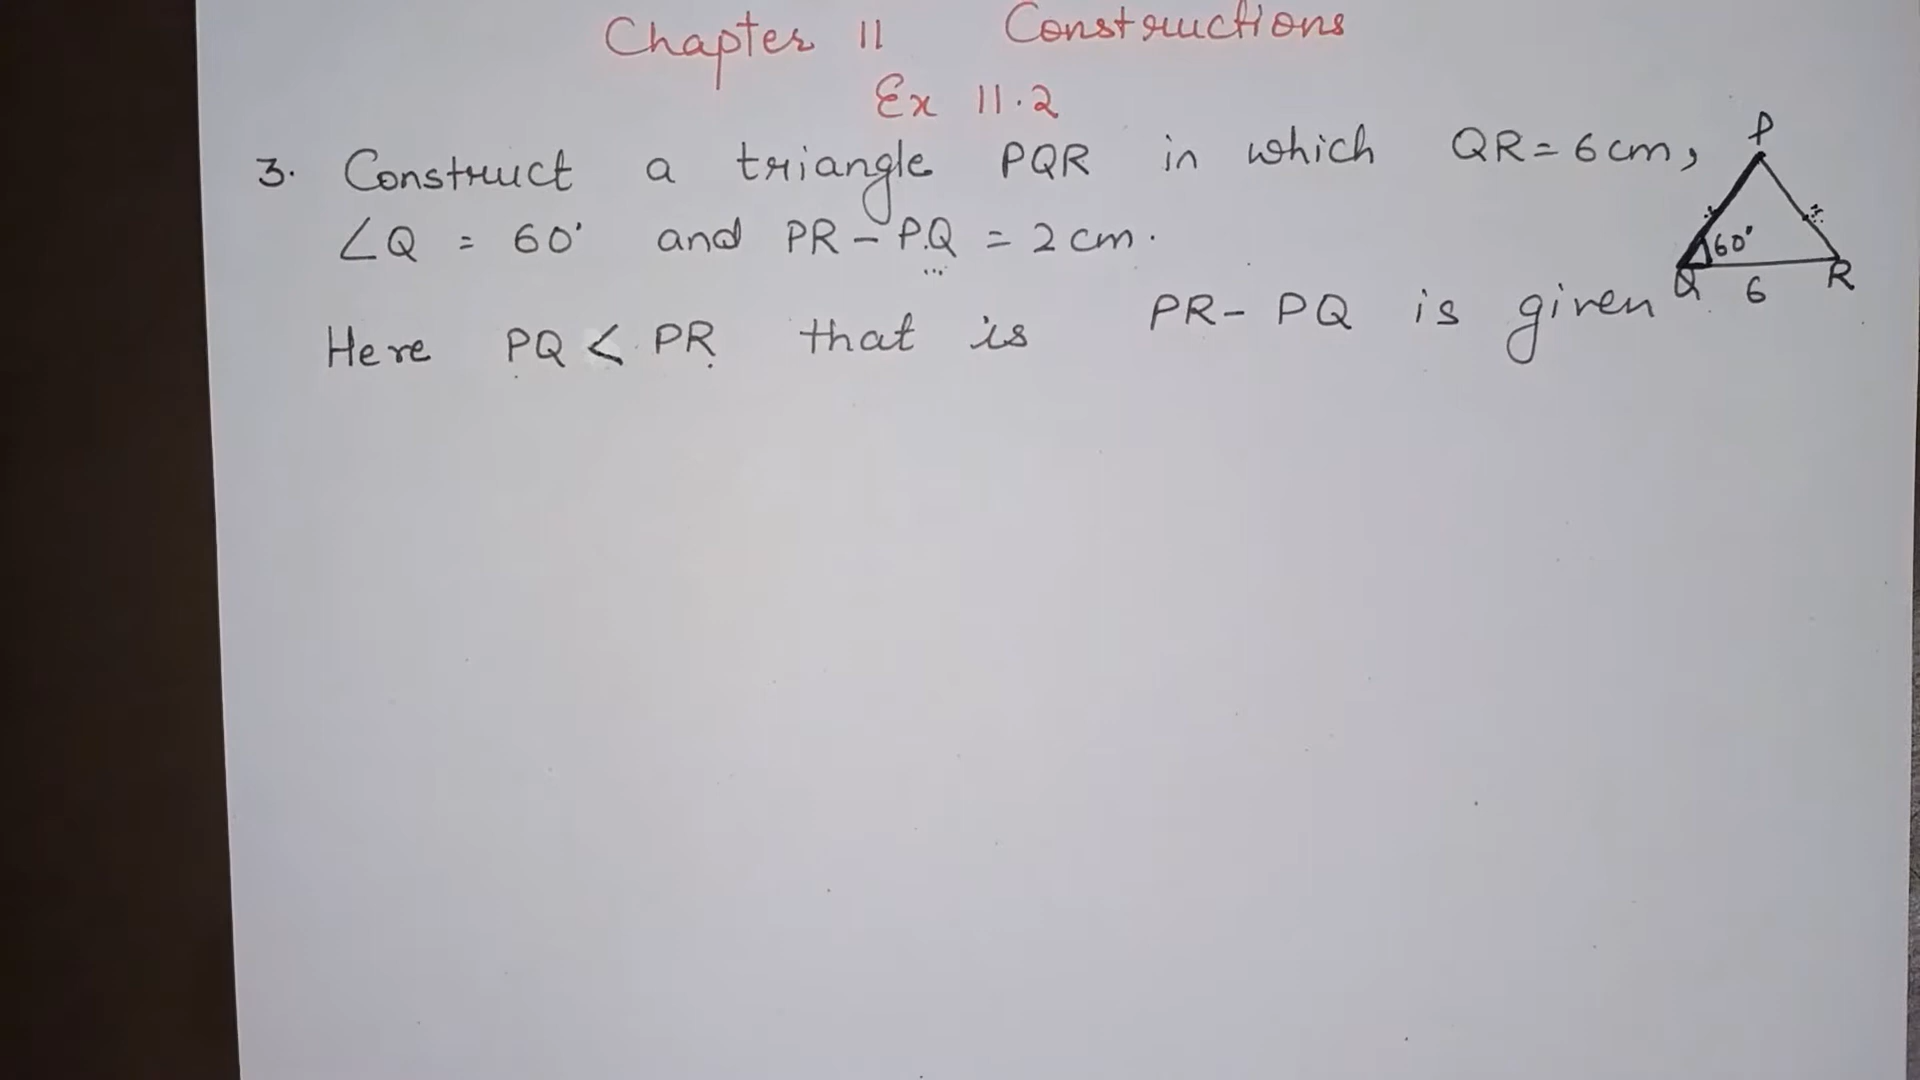 Chapter 11 Constructions
Ex 11.2
3. Construct a triangle PQR in which QR = 6 cm,
∠Q = 60° and PR - PQ = 2 cm.
Here PQ < PR that is PR - PQ is given
P
60°
Q 6 R